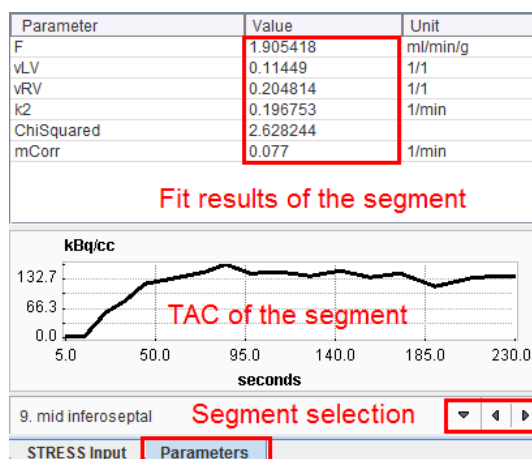 Parameter Value Unit
F 1.905418 ml/min/g
vLV 0.11449 1/1
vRV 0.204814 1/1
k2 0.196753 1/min
ChiSquared 2.628244
mCorr 0.077 1/min
Fit results of the segment
kBq/cc
132.7
66.3
TAC of the segment
0.0
5.0 50.0 95.0 140.0 185.0 230.0
seconds
9. mid inferoseptal Segment selection
STRESS Input Parameters